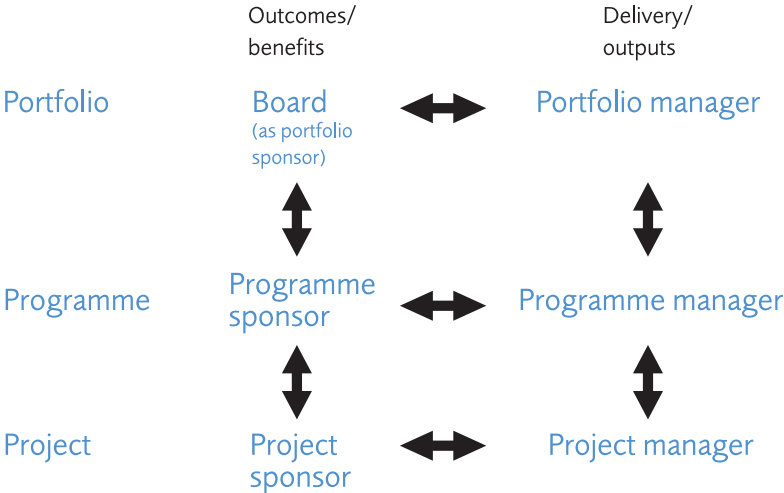 Outcomes/
benefits
Delivery/
outputs
Portfolio
Board
(as portfolio
sponsor)
Portfolio manager
Programme
Programme
sponsor
Programme manager
Project
Project
sponsor
Project manager